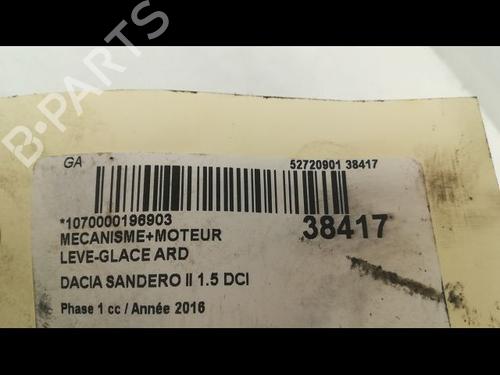 B-PARTS
GA
52720901 38417
*1070000196903
38417
MECANISME+MOTEUR
LEVE-GLACE ARD
DACIA SANDERO II 1.5 DCI
Phase 1 cc / Année 2016